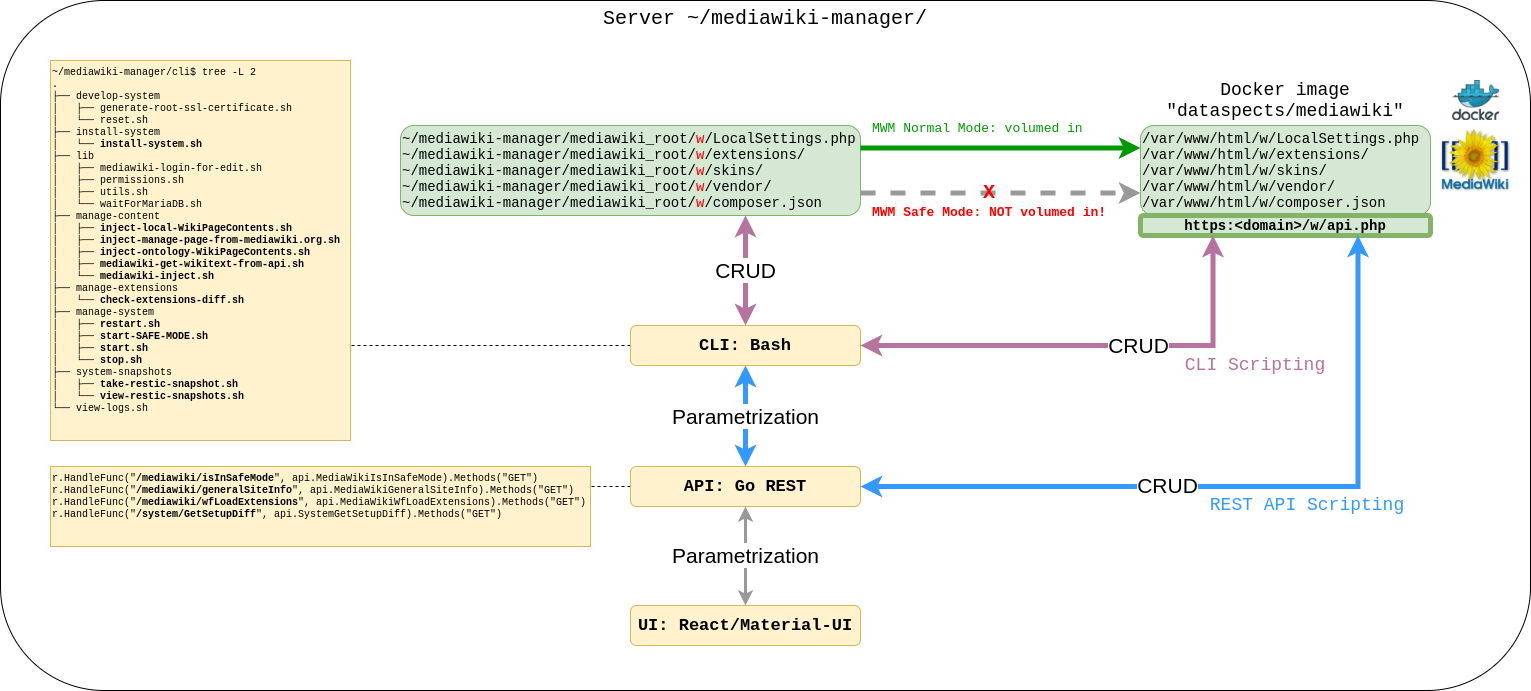 Server ~/mediawiki-manager/
~/mediawiki-manager/cli$ tree -L 2
.
├── develop-system
│   ├── generate-root-ssl-certificate.sh
│   └── reset.sh
├── install-system
│   └── install-system.sh
├── lib
│   ├── mediawiki-login-for-edit.sh
│   ├── permissions.sh
│   ├── utils.sh
│   └── waitForMariaDB.sh
├── manage-content
│   ├── inject-local-WikiPageContents.sh
│   ├── inject-manage-page-from-mediawiki.org.sh
│   ├── inject-ontology-WikiPageContents.sh
│   ├── mediawiki-get-wikitext-from-api.sh
│   └── mediawiki-inject.sh
├── manage-extensions
│   └── check-extensions-diff.sh
├── manage-system
│   ├── restart.sh
│   ├── start-SAFE-MODE.sh
│   ├── start.sh
│   └── stop.sh
├── system-snapshots
│   ├── take-restic-snapshot.sh
│   └── view-restic-snapshots.sh
└── view-logs.sh
~/mediawiki-manager/mediawiki_root/w/LocalSettings.php
~/mediawiki-manager/mediawiki_root/w/extensions/
~/mediawiki-manager/mediawiki_root/w/skins/
~/mediawiki-manager/mediawiki_root/w/vendor/
~/mediawiki-manager/mediawiki_root/w/composer.json
MWM Normal Mode: volumed in
X
MWM Safe Mode: NOT volumed in!
Docker image
"dataspects/mediawiki"
/var/www/html/w/LocalSettings.php
/var/www/html/w/extensions/
/var/www/html/w/skins/
/var/www/html/w/vendor/
/var/www/html/w/composer.json
https:<domain>/w/api.php
docker
MediaWiki
CRUD
CLI: Bash
CRUD
CLI Scripting
Parametrization
r.HandleFunc("/mediawiki/isInSafeMode", api.MediaWikiIsInSafeMode).Methods("GET")
r.HandleFunc("/mediawiki/generalSiteInfo", api.MediaWikiGeneralSiteInfo).Methods("GET")
r.HandleFunc("/mediawiki/wfLoadExtensions", api.MediaWikiWfLoadExtensions).Methods("GET")
r.HandleFunc("/system/GetSetupDiff", api.SystemGetSetupDiff).Methods("GET")
API: Go REST
CRUD
REST API Scripting
Parametrization
UI: React/Material-UI